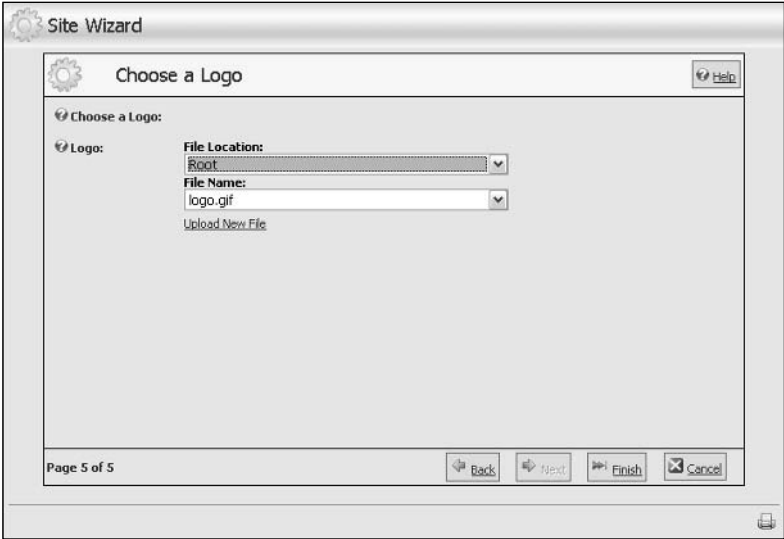 Site Wizard
Choose a Logo
Help
Choose a Logo:
Logo:
File Location:
Root
File Name:
logo.gif
Upload New File
Page 5 of 5
Back
Next
Finish
Cancel